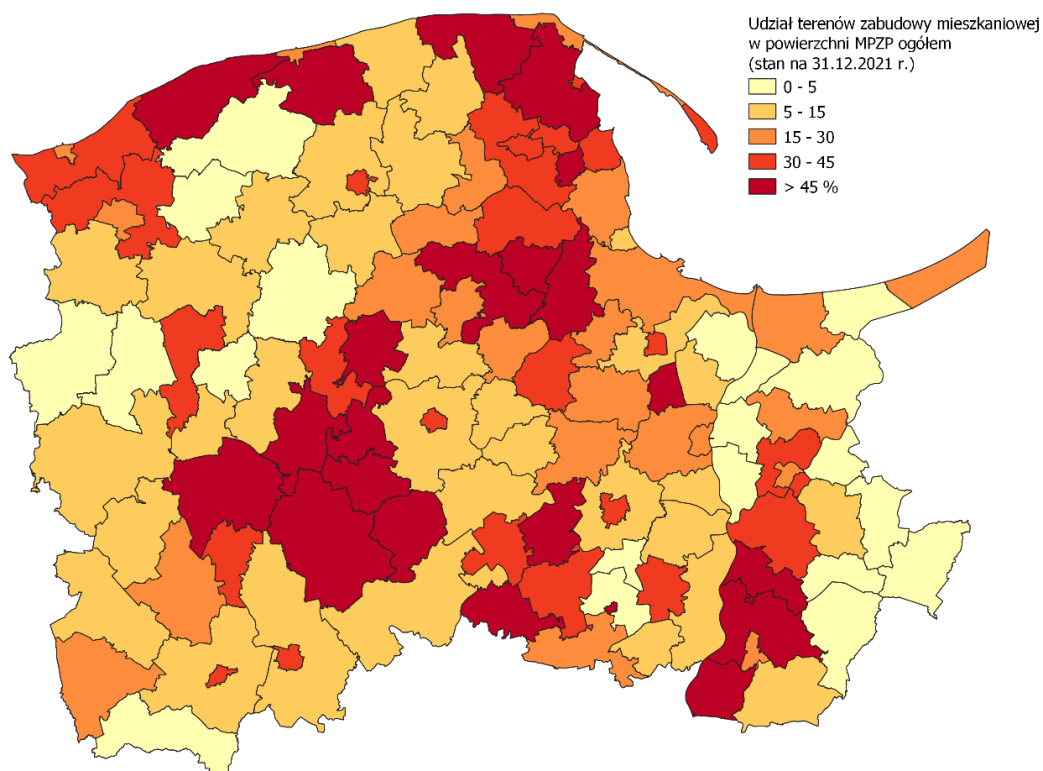 Udział terenów zabudowy mieszkaniowej
w powierzchni MPZP ogółem
(stan na 31.12.2021 r.)
0 - 5
5 - 15
15 - 30
30 - 45
> 45 %